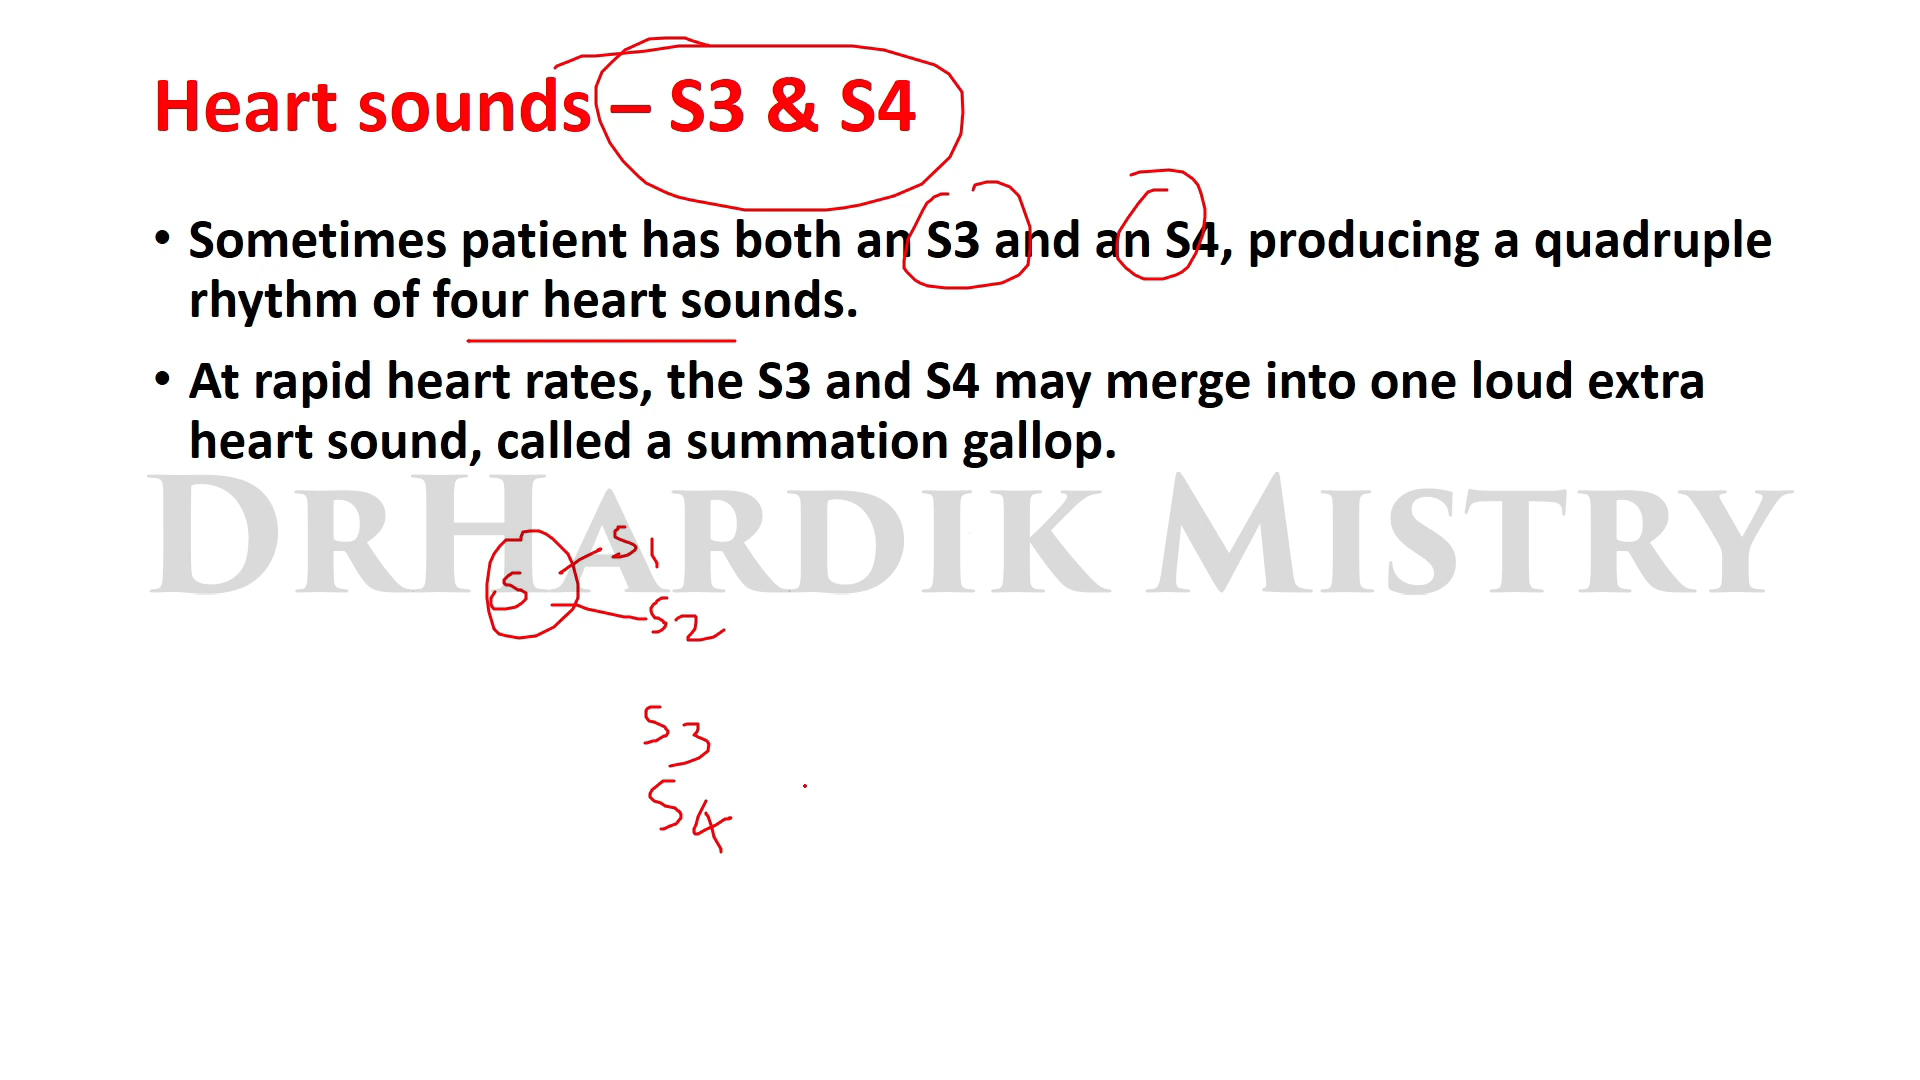 Heart sounds – S3 & S4
• Sometimes patient has both an S3 and an S4, producing a quadruple
rhythm of four heart sounds.
• At rapid heart rates, the S3 and S4 may merge into one loud extra
heart sound, called a summation gallop.
DrHardik Mistry
S1
S
S2
S3
S4